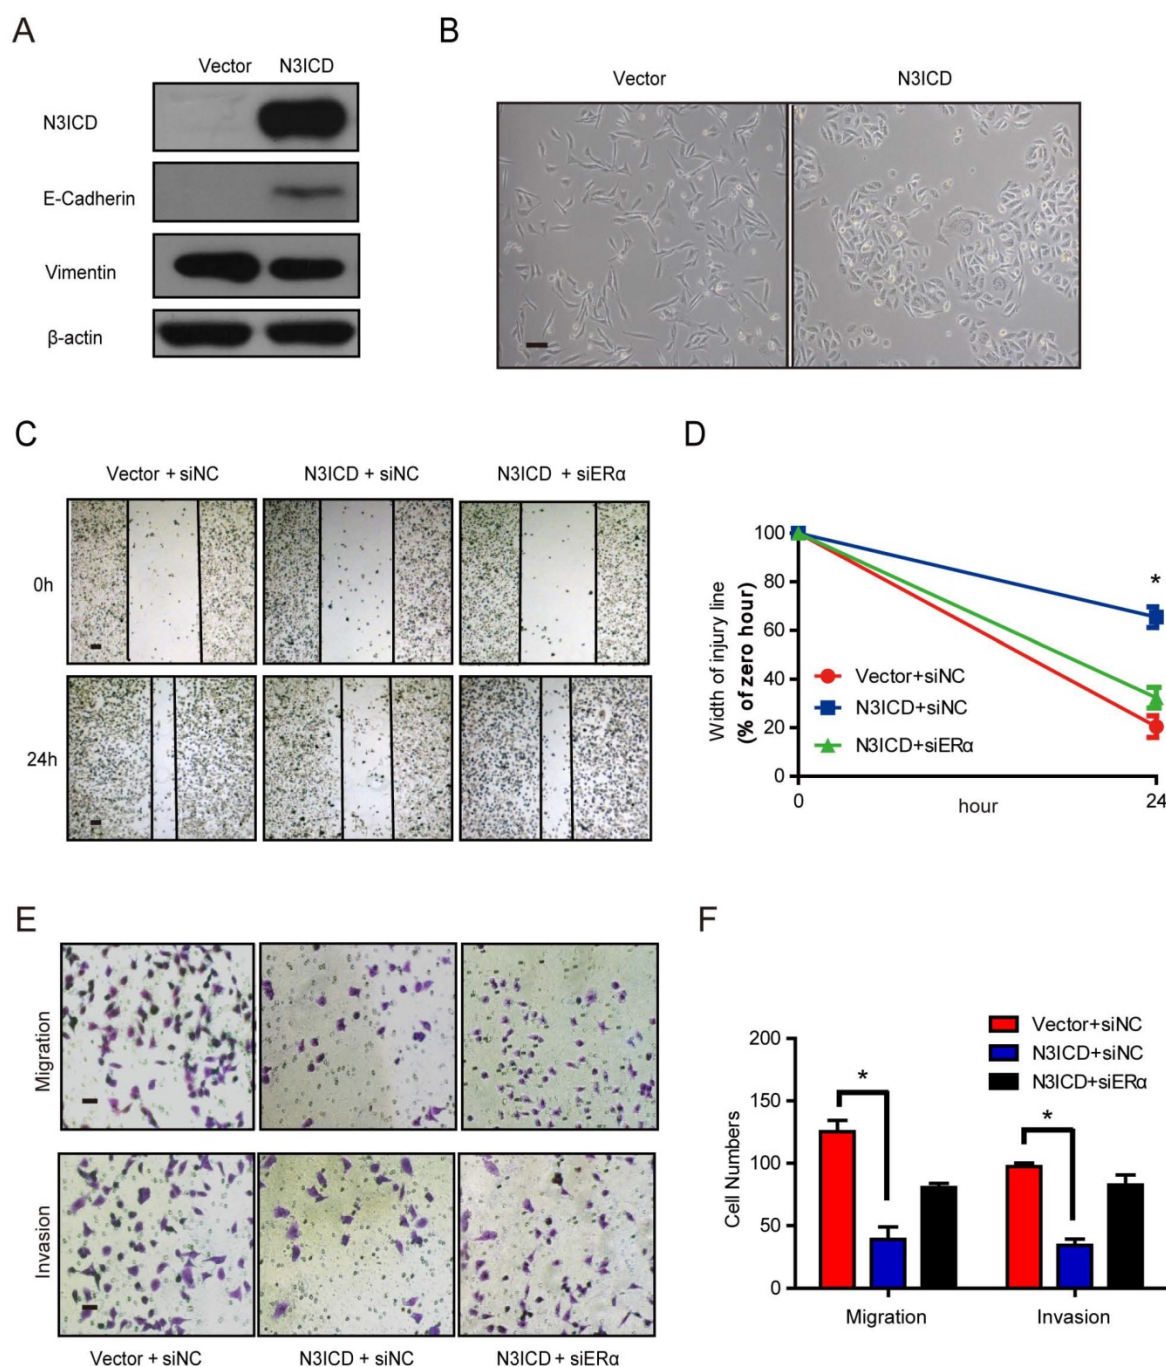 A
Vector N3ICD
N3ICD
E-Cadherin
Vimentin
β-actin
B
Vector N3ICD
C
Vector + siNC N3ICD + siNC N3ICD + siERα
0h
24h
D
Width of injury line
(% of zero hour)
100
80
60
40
20
0
*
Vector+siNC
N3ICD+siNC
N3ICD+siERα
0 hour 24
E
Migration
Invasion
Vector + siNC N3ICD + siNC N3ICD + siERα
F
Vector+siNC
N3ICD+siNC
N3ICD+siERα
Cell Numbers
200
150
100
50
0
* *
Migration Invasion